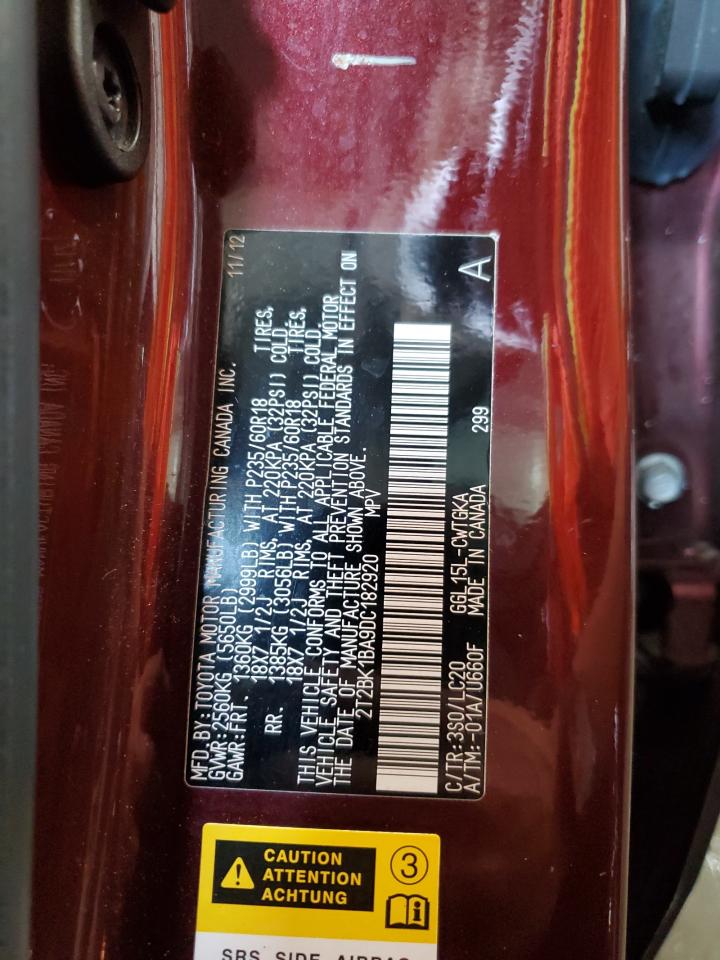 MFD. BY: TOYOTA MOTOR MANUFACTURING CANADA INC. 11/12
GVWR: 2560KG (5650LB)
GAWR: FRT. 1360KG (2999LB) WITH P235/60R18 TIRES,
18X7 1/2J RIMS, AT 220KPA (32PSI) COLD.
RR. 1385KG (3056LB) WITH P235/60R18 TIRES,
18X7 1/2J RIMS, AT 220KPA (32PSI) COLD.
THIS VEHICLE CONFORMS TO ALL APPLICABLE FEDERAL MOTOR
VEHICLE SAFETY AND THEFT PREVENTION STANDARDS IN EFFECT ON
THE DATE OF MANUFACTURE SHOWN ABOVE.
2T2BK1BA9DC182920 MPV
C/TR: 3S0/LC20 GGL15L-CWTGKA
A/TM: -01A/U660F MADE IN CANADA 299 A
CAUTION
ATTENTION
ACHTUNG
3
SRS SIDE AIRBAG